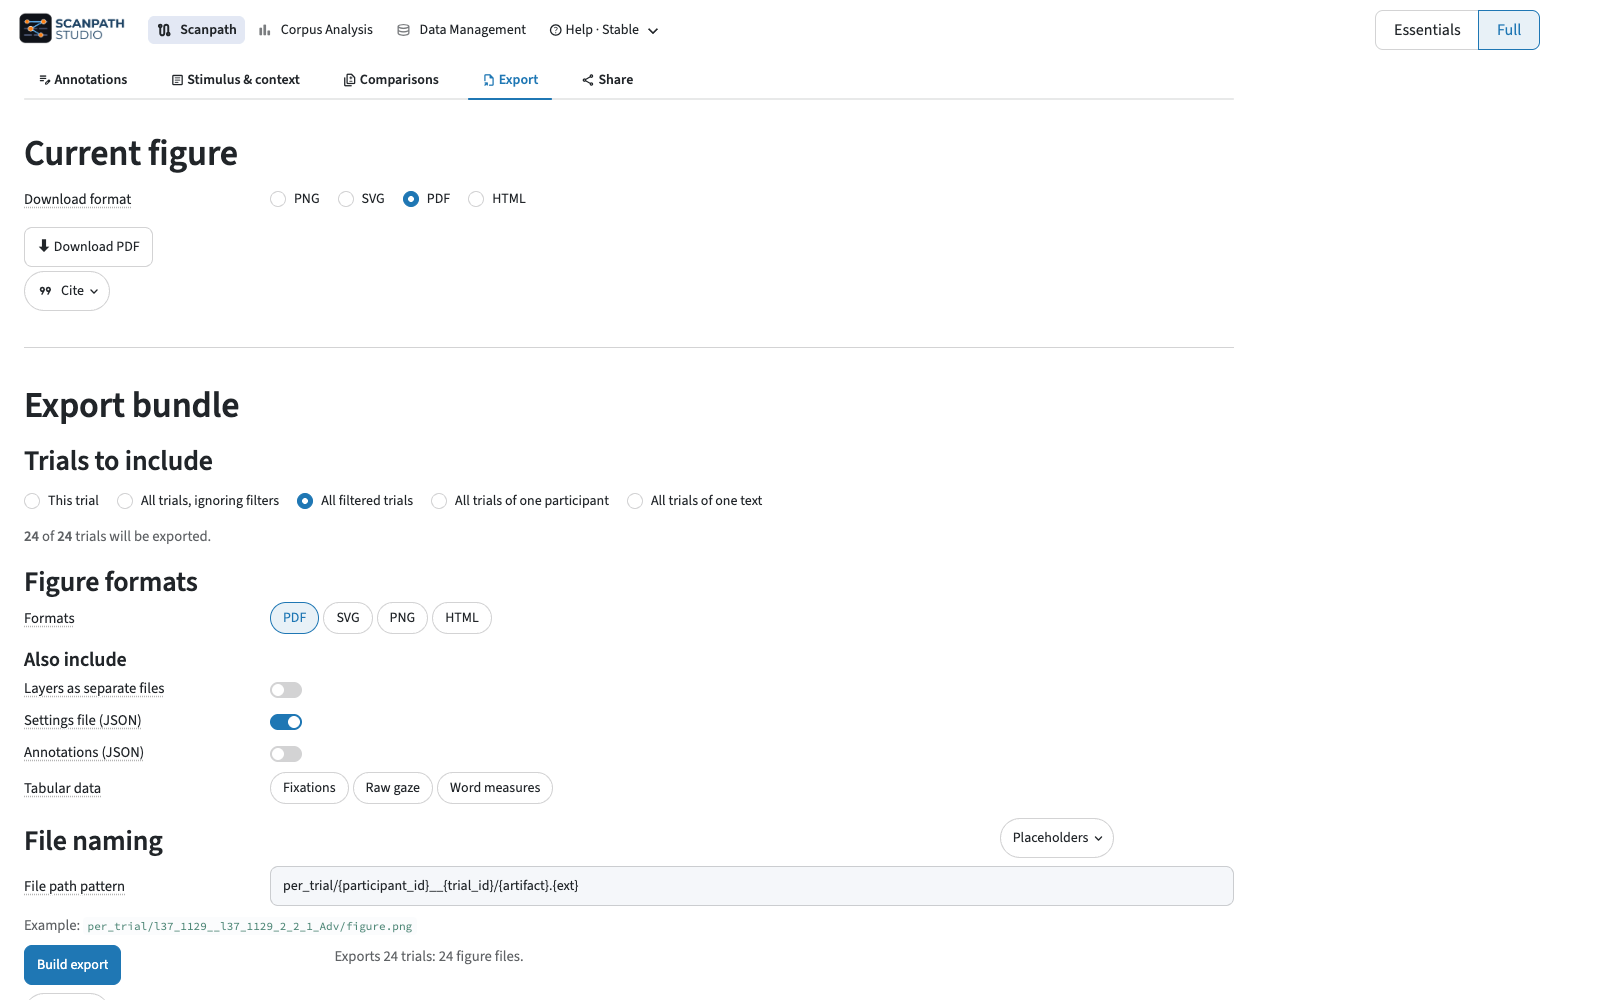 SCANPATH
STUDIO
Scanpath
Corpus Analysis
Data Management
Help · Stable
Essentials
Full
Annotations
Stimulus & context
Comparisons
Export
Share
Current figure
Download format
PNG
SVG
PDF
HTML
Download PDF
Cite
Export bundle
Trials to include
This trial
All trials, ignoring filters
All filtered trials
All trials of one participant
All trials of one text
24 of 24 trials will be exported.
Figure formats
Formats
PDF
SVG
PNG
HTML
Also include
Layers as separate files
Settings file (JSON)
Annotations (JSON)
Tabular data
Fixations
Raw gaze
Word measures
File naming
Placeholders
File path pattern
per_trial/{participant_id}__{trial_id}/{artifact}.{ext}
Example: per_trial/l37_1129__l37_1129_2_2_1_Adv/figure.png
Build export
Exports 24 trials: 24 figure files.